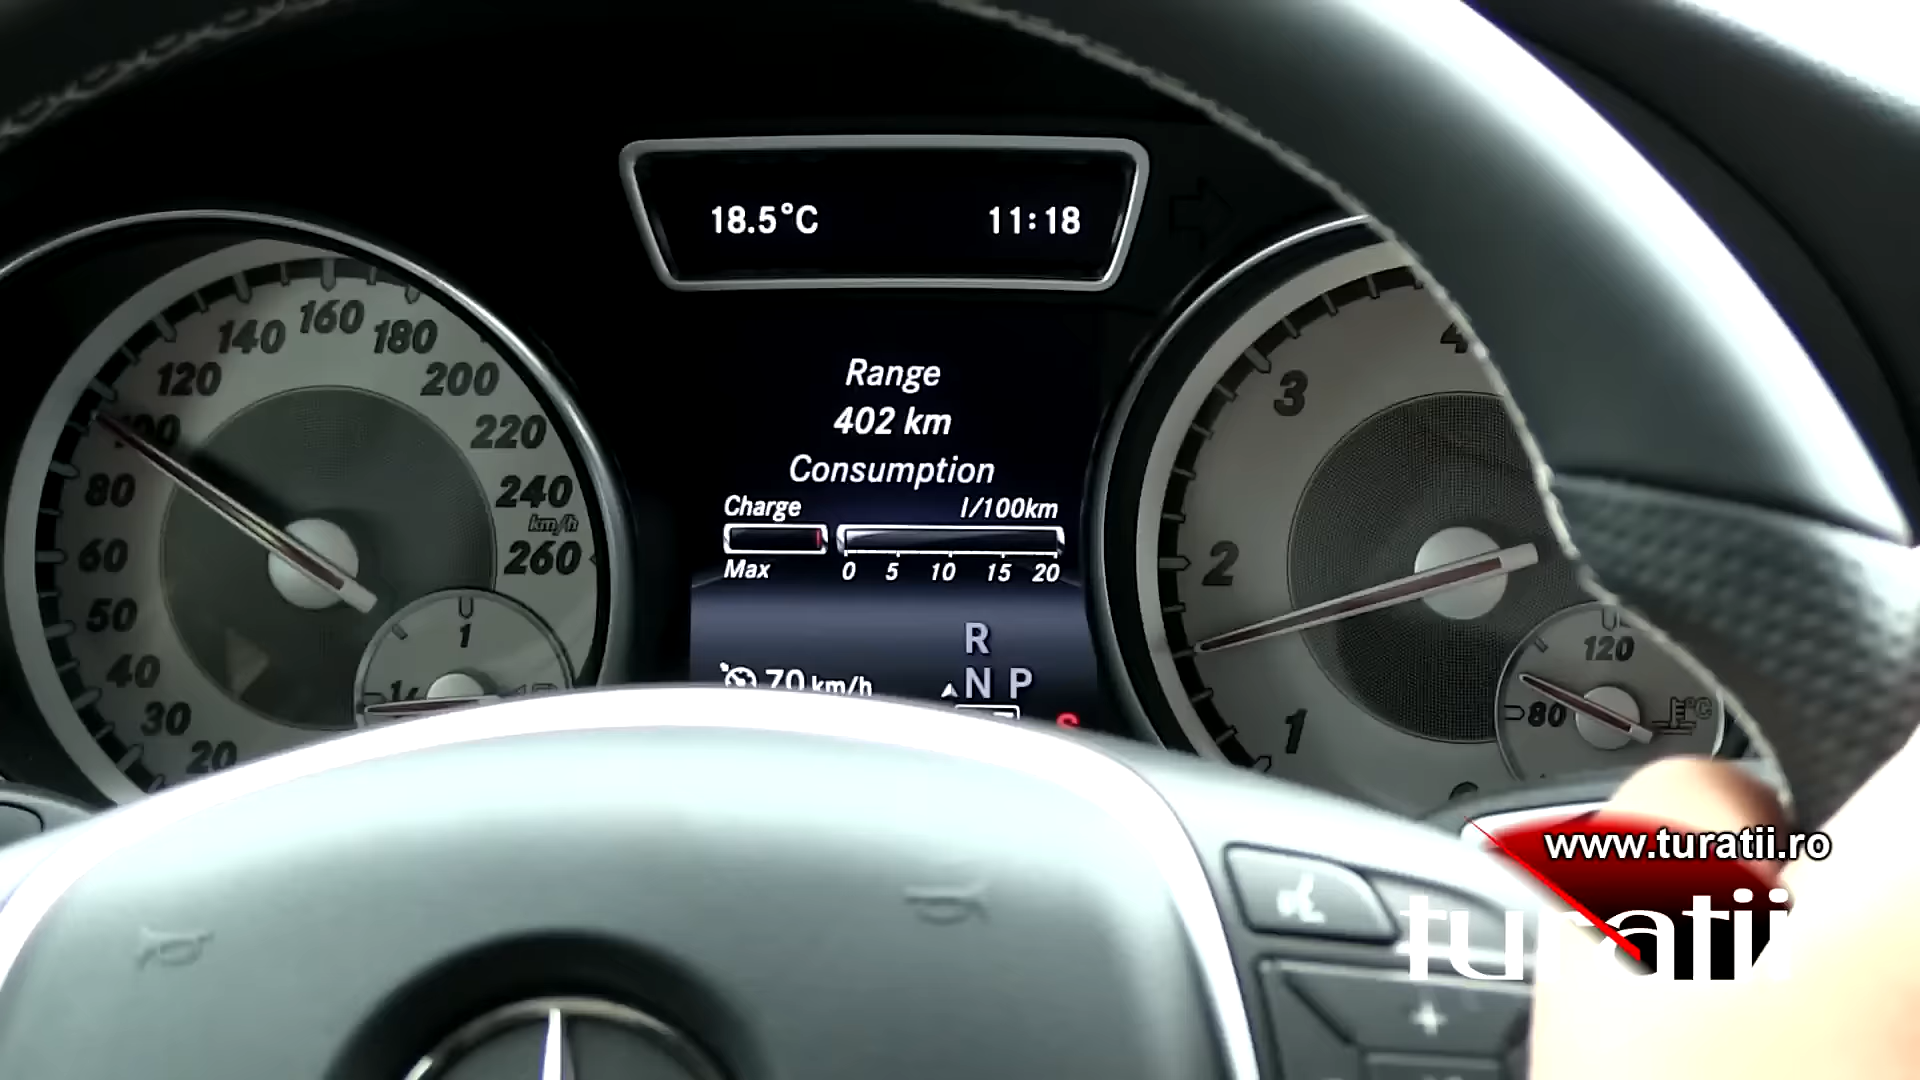 18.5°C 11:18
Range
402 km
Consumption
Charge l/100km
Max 0 5 10 15 20
R
70 km/h N P
S
20 30 40 50 60 80 100 120 140 160 180 200 220 240 260
km/h
1
1 2 3 4
120
80
°C
www.turatii.ro
turatii
+